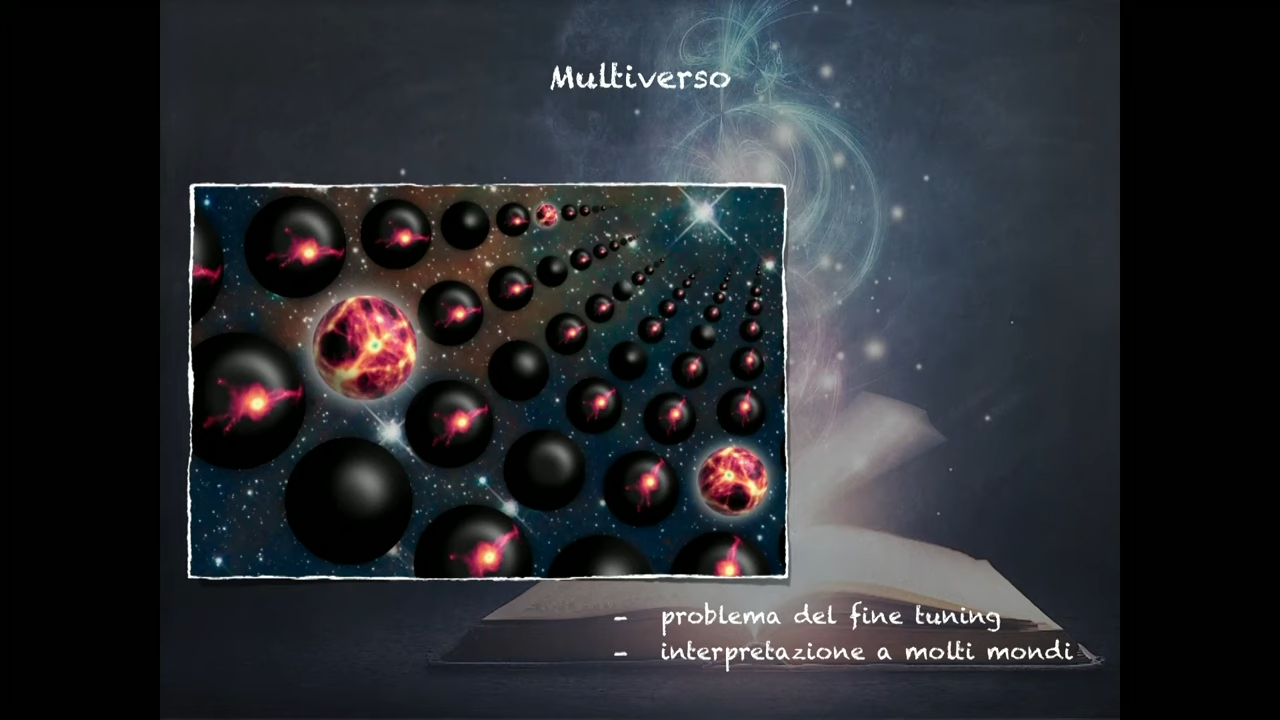 Multiverso
- problema del fine tuning
- interpretazione a molti mondi